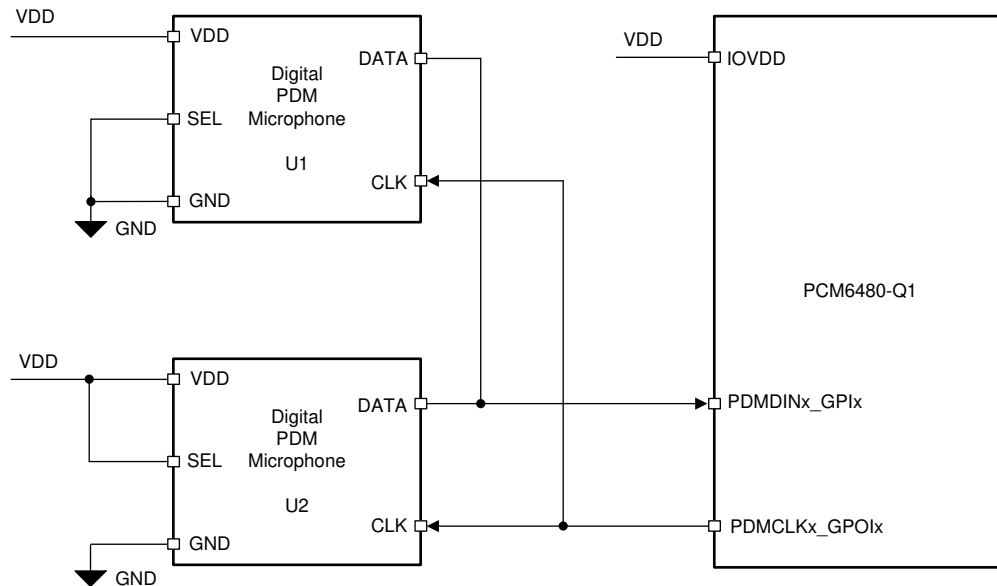 VDD
VDD
DATA
Digital
PDM
Microphone
SEL
U1
CLK
GND
GND
VDD
IOVDD
PCM6480-Q1
VDD
VDD
DATA
Digital
PDM
Microphone
SEL
U2
CLK
GND
GND
PDMDINx_GPIx
PDMCLKx_GPOIx